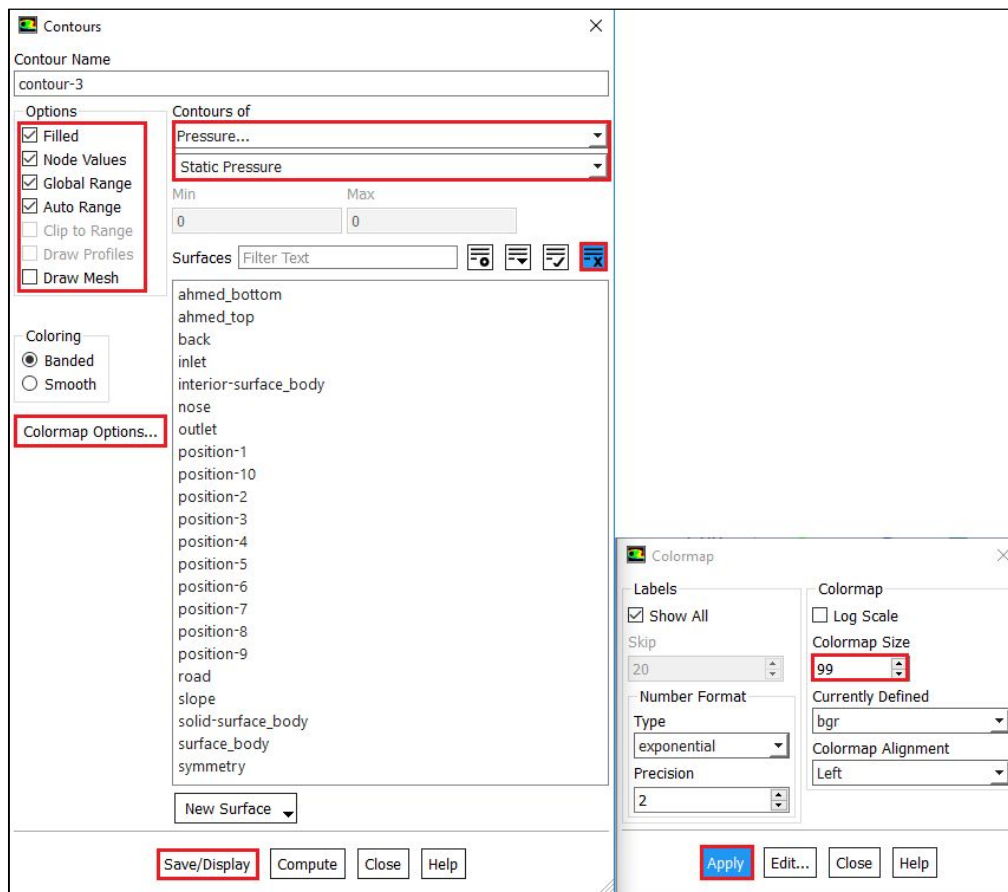 Contours
Contour Name
contour-3
Options
Filled
Node Values
Global Range
Auto Range
Clip to Range
Draw Profiles
Draw Mesh
Coloring
Banded
Smooth
Colormap Options...
Contours of
Pressure...
Static Pressure
Min Max
0 0
Surfaces Filter Text
ahmed_bottom
ahmed_top
back
inlet
interior-surface_body
nose
outlet
position-1
position-10
position-2
position-3
position-4
position-5
position-6
position-7
position-8
position-9
road
slope
solid-surface_body
surface_body
symmetry
New Surface
Save/Display Compute Close Help
Colormap
Labels
Show All
Skip
20
Number Format
Type
exponential
Precision
2
Colormap
Log Scale
Colormap Size
99
Currently Defined
bgr
Colormap Alignment
Left
Apply Edit... Close Help